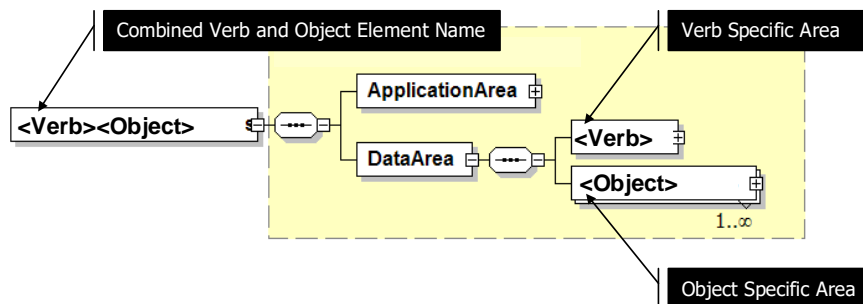 Combined Verb and Object Element Name
Verb Specific Area
ApplicationArea
<Verb><Object> s
<Verb>
DataArea
<Object>
1..∞
Object Specific Area